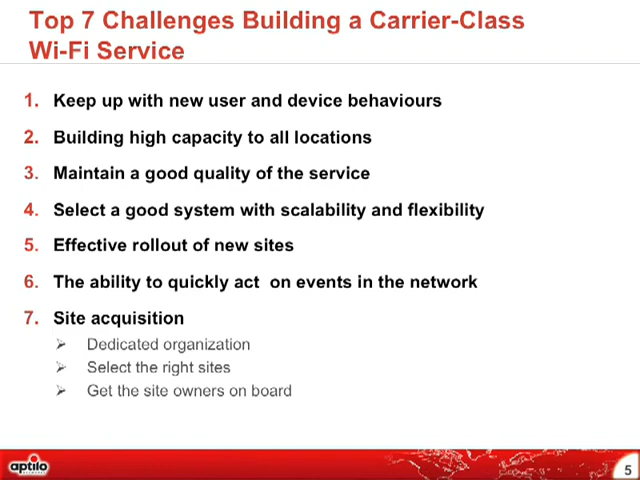 Top 7 Challenges Building a Carrier-Class
Wi-Fi Service
1. Keep up with new user and device behaviours
2. Building high capacity to all locations
3. Maintain a good quality of the service
4. Select a good system with scalability and flexibility
5. Effective rollout of new sites
6. The ability to quickly act  on events in the network
7. Site acquisition
➢ Dedicated organization
➢ Select the right sites
➢ Get the site owners on board
aptilo
5